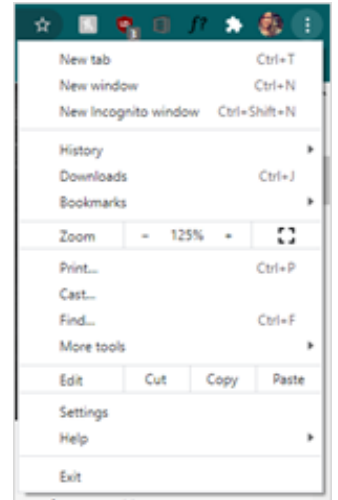 f?
3
New tab Ctrl+T
New window Ctrl+N
New Incognito window Ctrl+Shift+N
History
Downloads Ctrl+J
Bookmarks
Zoom - 125% +
Print... Ctrl+P
Cast...
Find... Ctrl+F
More tools
Edit Cut Copy Paste
Settings
Help
Exit